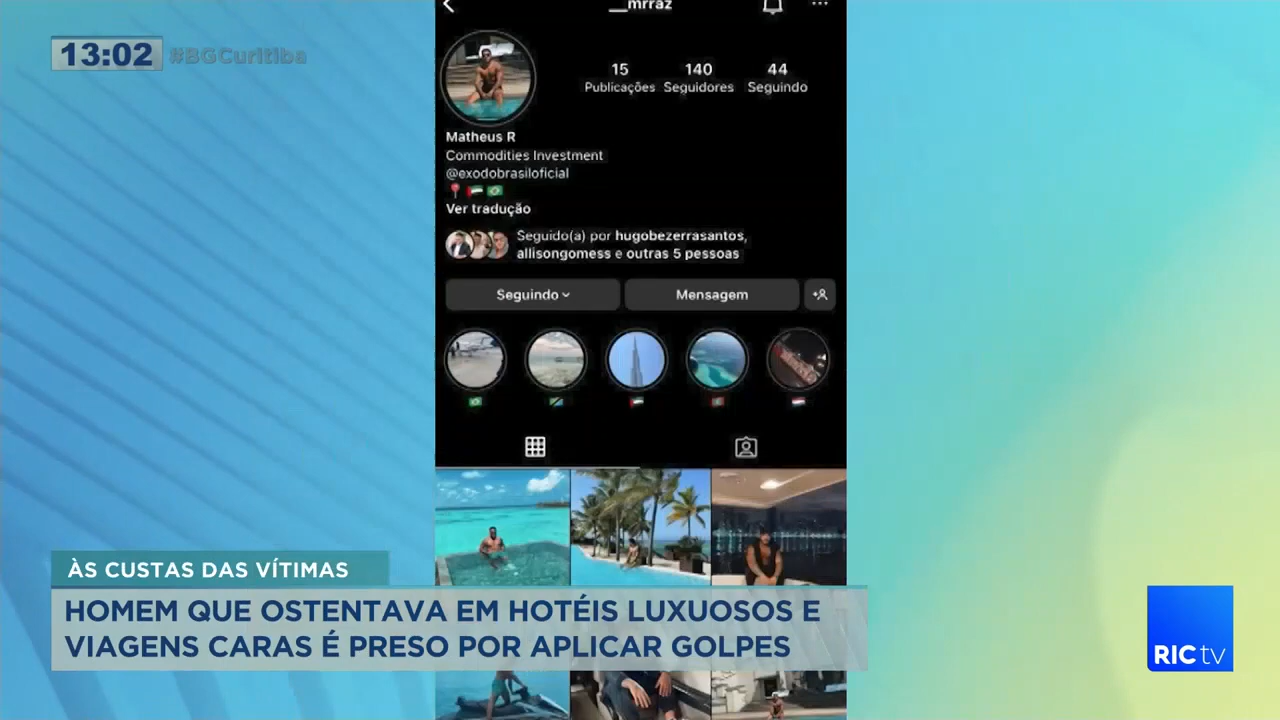 13:02 #BGCuritiba
__mrraz
15 140 44
Publicações Seguidores Seguindo
Matheus R
Commodities Investment
@exodobrasiloficial
Ver tradução
Seguido(a) por hugobezerrasantos,
allisongomess e outras 5 pessoas
Seguindo
Mensagem
ÀS CUSTAS DAS VÍTIMAS
HOMEM QUE OSTENTAVA EM HOTÉIS LUXUOSOS E
VIAGENS CARAS É PRESO POR APLICAR GOLPES
RIC tv